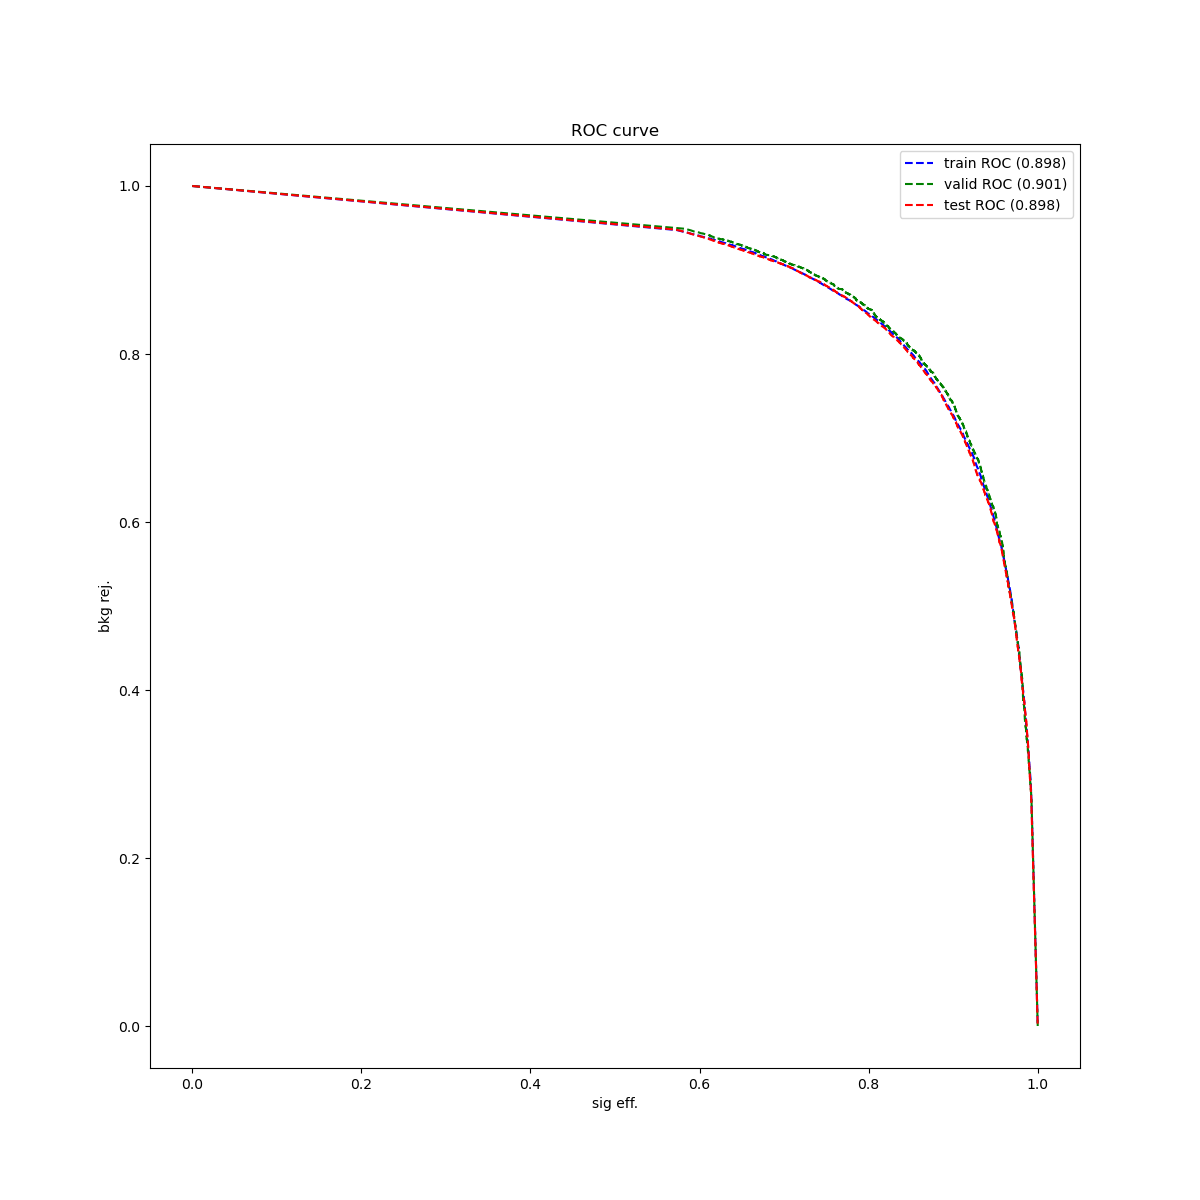 ROC curve
train ROC (0.898)
valid ROC (0.901)
test ROC (0.898)
1.0
0.8
0.6
0.4
0.2
0.0
bkg rej.
0.0 0.2 0.4 0.6 0.8 1.0
sig eff.